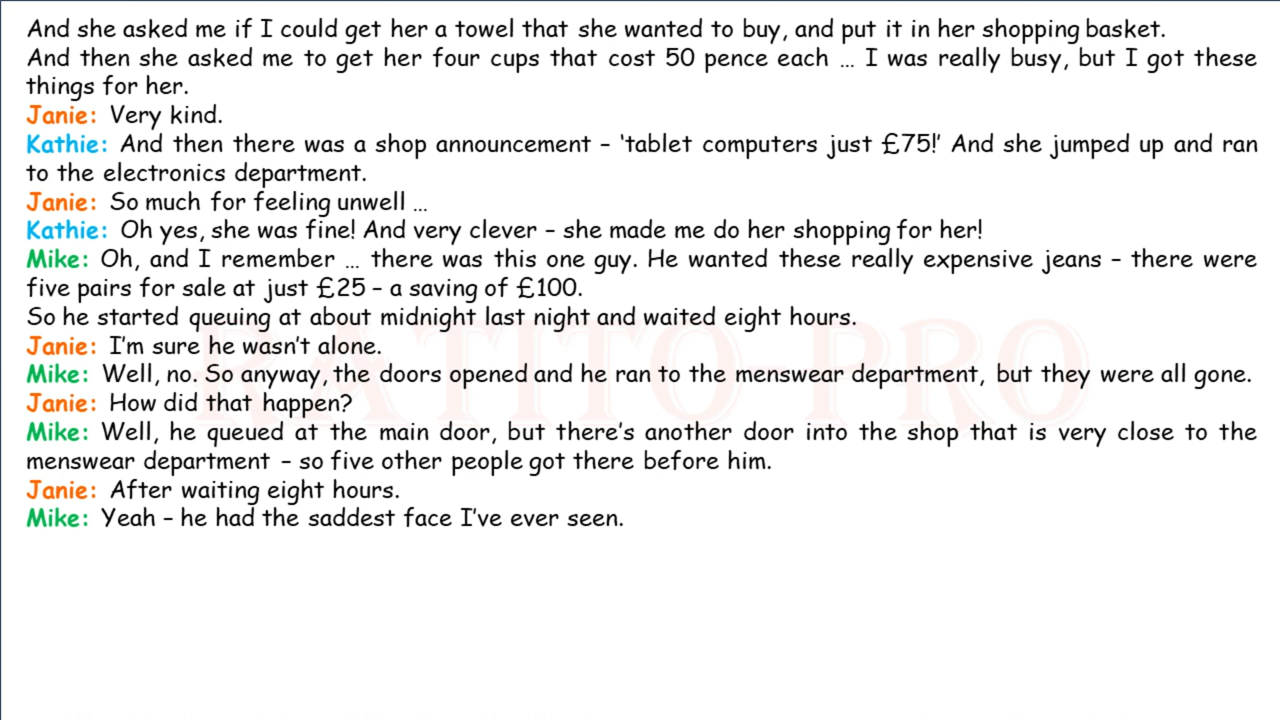 And she asked me if I could get her a towel that she wanted to buy, and put it in her shopping basket.
And then she asked me to get her four cups that cost 50 pence each … I was really busy, but I got these
things for her.
Janie: Very kind.
Kathie: And then there was a shop announcement – ‘tablet computers just £75!’ And she jumped up and ran
to the electronics department.
Janie: So much for feeling unwell …
Kathie: Oh yes, she was fine! And very clever – she made me do her shopping for her!
Mike: Oh, and I remember … there was this one guy. He wanted these really expensive jeans – there were
five pairs for sale at just £25 – a saving of £100.
So he started queuing at about midnight last night and waited eight hours.
Janie: I’m sure he wasn’t alone.
Mike: Well, no. So anyway, the doors opened and he ran to the menswear department, but they were all gone.
Janie: How did that happen?
Mike: Well, he queued at the main door, but there’s another door into the shop that is very close to the
menswear department – so five other people got there before him.
Janie: After waiting eight hours.
Mike: Yeah – he had the saddest face I’ve ever seen.
RATITO PRO